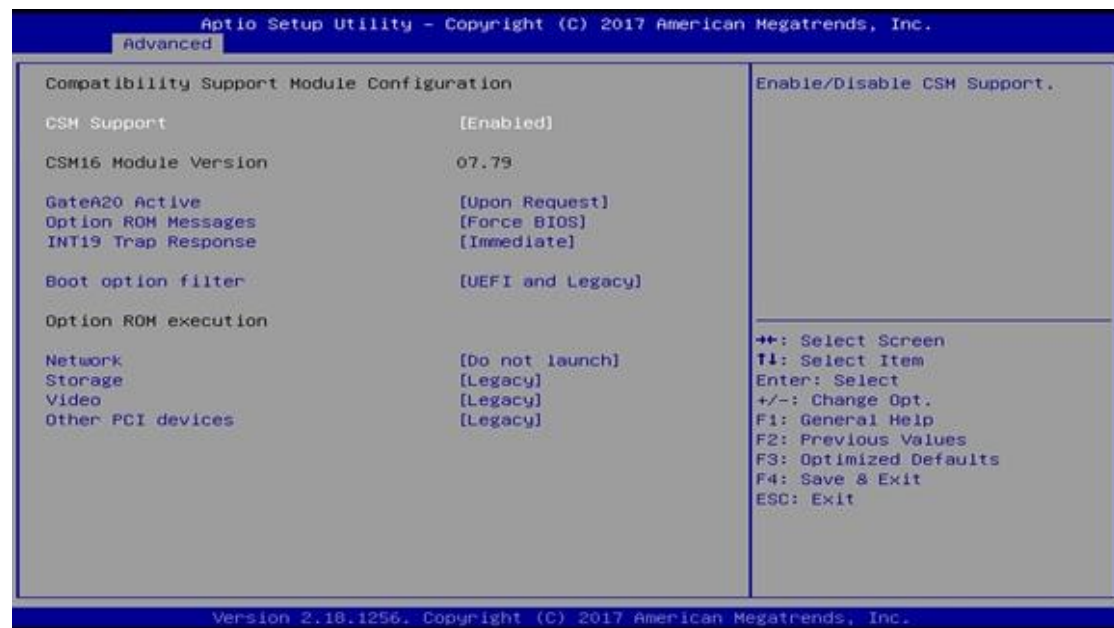 Aptio Setup Utility – Copyright (C) 2017 American Megatrends, Inc.
Advanced
Compatibility Support Module Configuration
Enable/Disable CSM Support.
CSM Support [Enabled]
CSM16 Module Version 07.79
GateA20 Active [Upon Request]
Option ROM Messages [Force BIOS]
INT19 Trap Response [Immediate]
Boot option filter [UEFI and Legacy]
Option ROM execution
Network [Do not launch]
Storage [Legacy]
Video [Legacy]
Other PCI devices [Legacy]
→←: Select Screen
↑↓: Select Item
Enter: Select
+/-: Change Opt.
F1: General Help
F2: Previous Values
F3: Optimized Defaults
F4: Save & Exit
ESC: Exit
Version 2.18.1256. Copyright (C) 2017 American Megatrends, Inc.